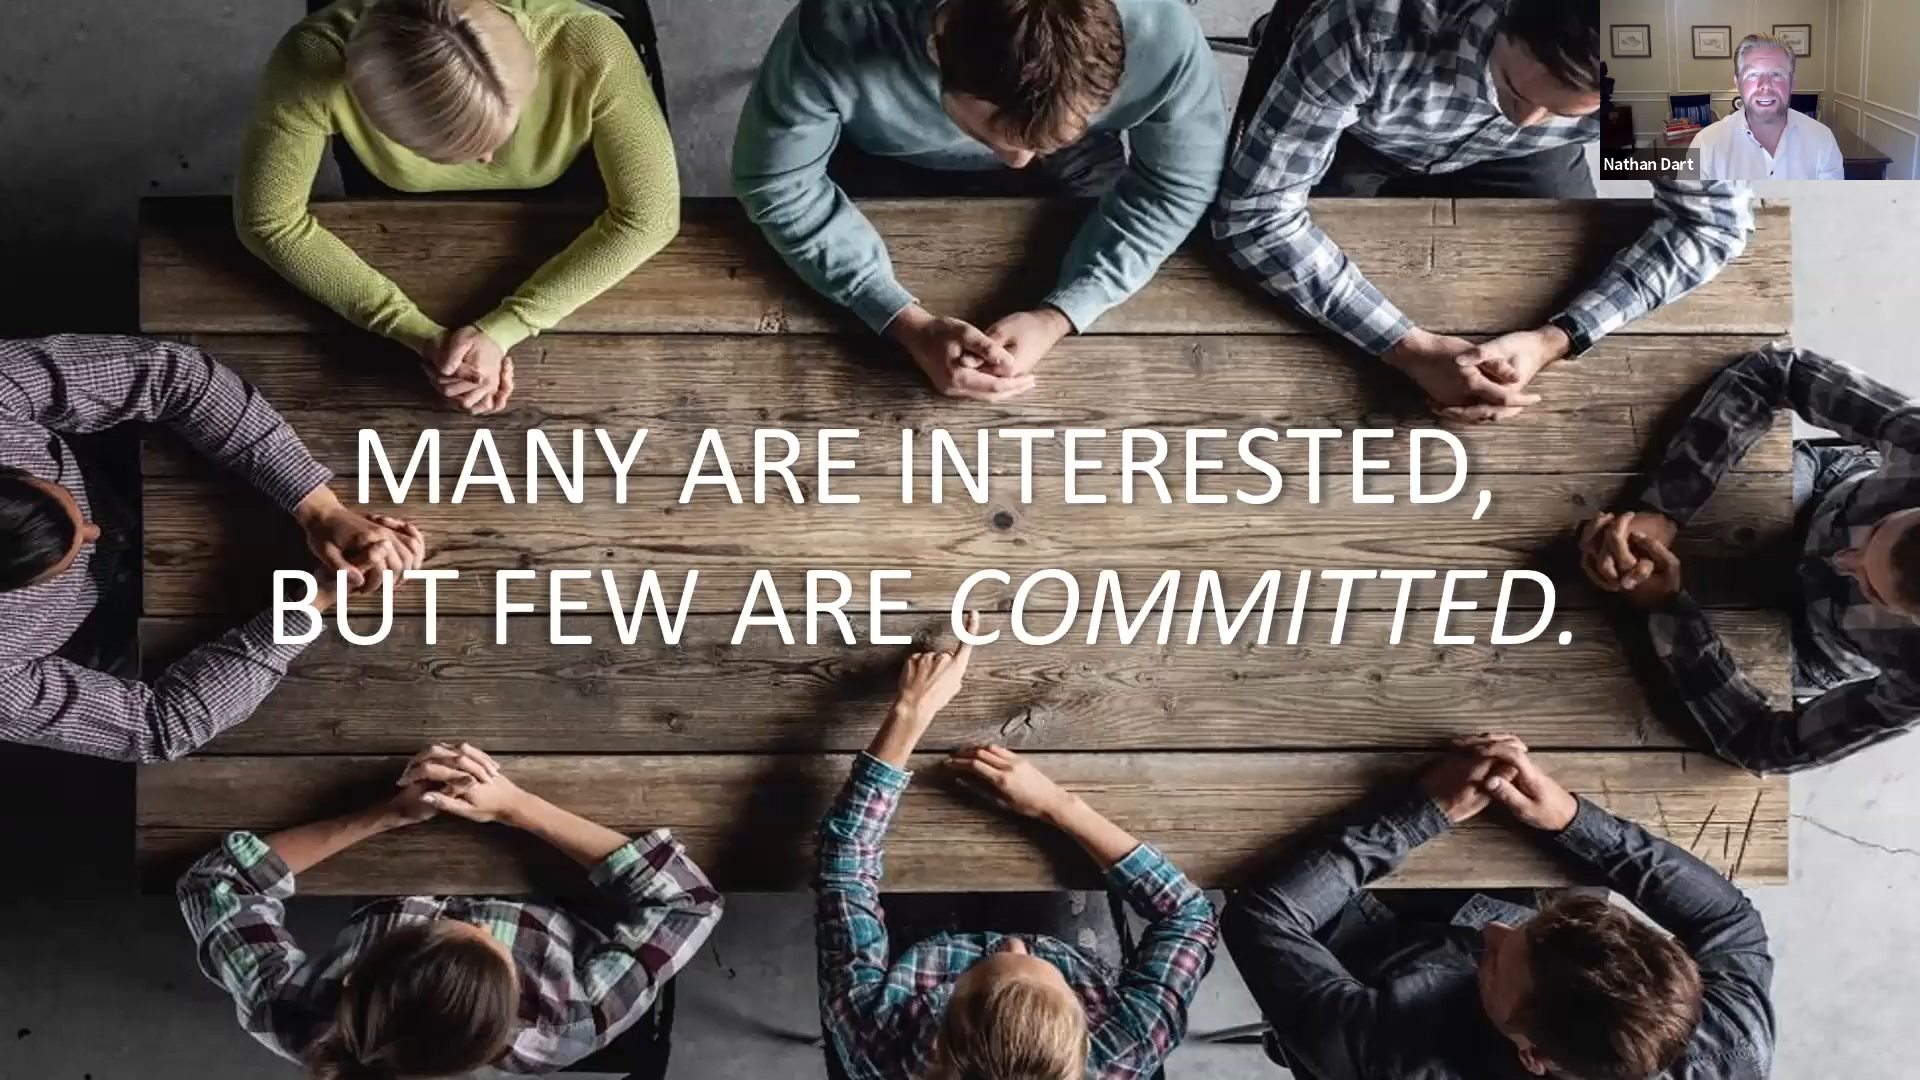 Nathan Dart
MANY ARE INTERESTED,
BUT FEW ARE COMMITTED.